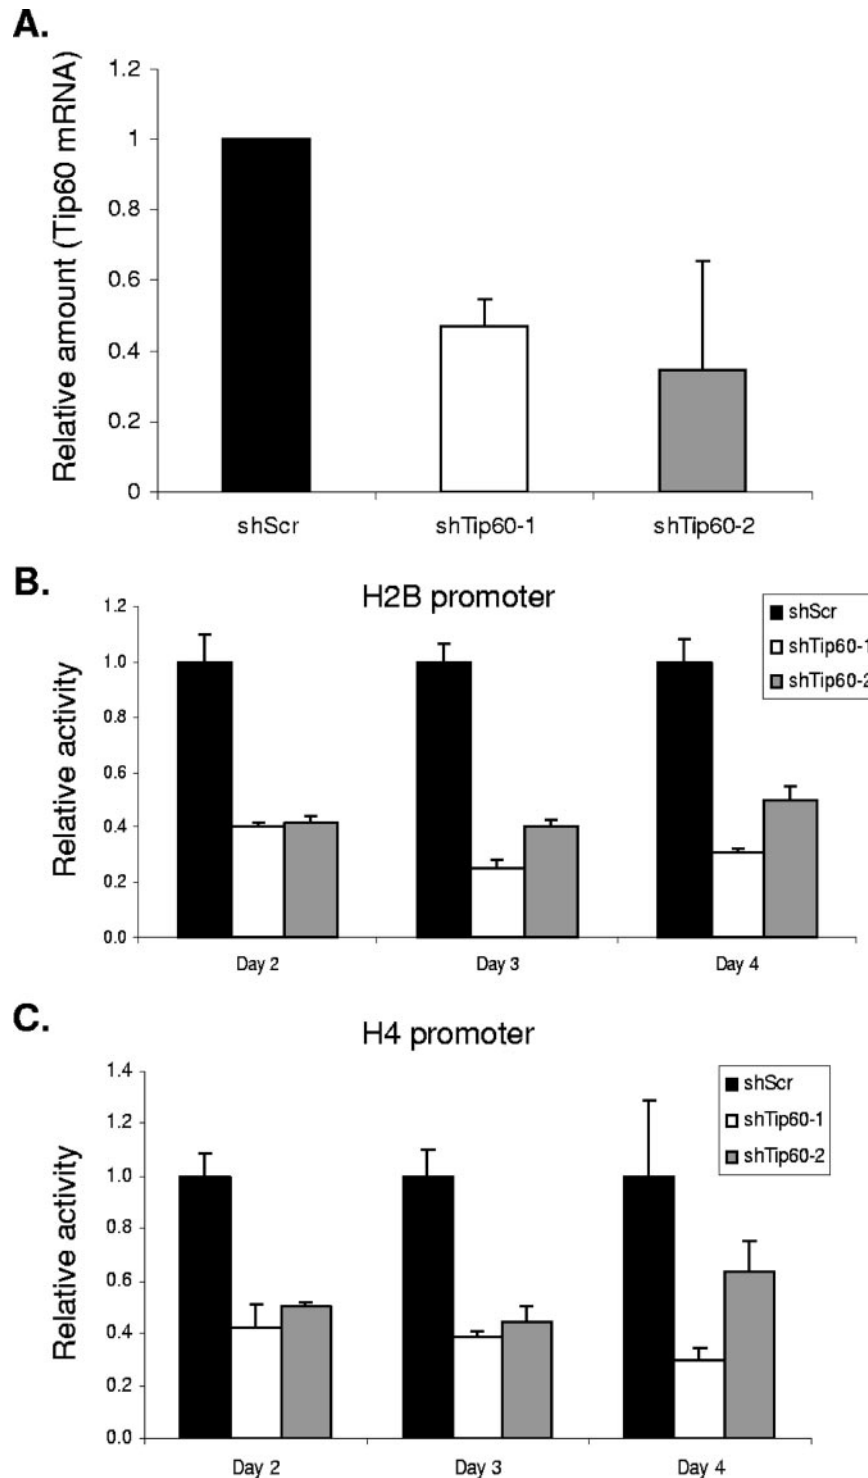 A.
Relative amount (Tip60 mRNA)
1.2
1
0.8
0.6
0.4
0.2
0
shScr shTip60-1 shTip60-2
B.
H2B promoter
Relative activity
1.2
1.0
0.8
0.6
0.4
0.2
0.0
shScr
shTip60-1
shTip60-2
Day 2 Day 3 Day 4
C.
H4 promoter
Relative activity
1.4
1.2
1.0
0.8
0.6
0.4
0.2
0.0
shScr
shTip60-1
shTip60-2
Day 2 Day 3 Day 4